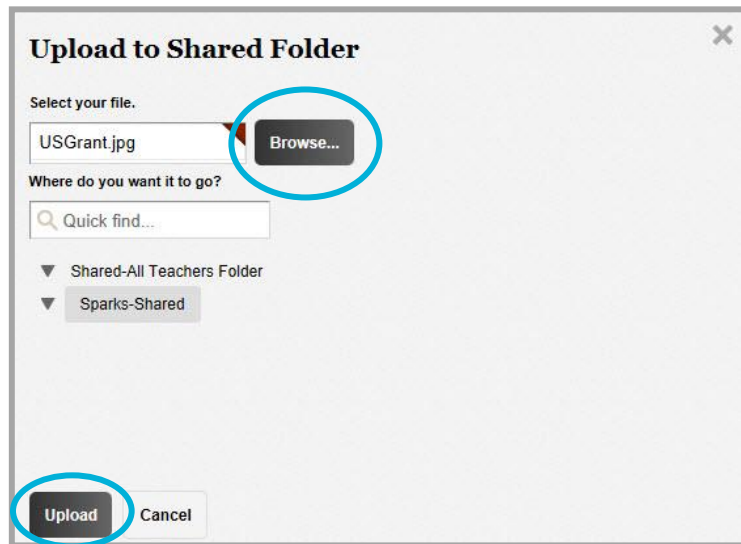 Upload to Shared Folder
Select your file.
USGrant.jpg Browse...
Where do you want it to go?
Quick find...
Shared-All Teachers Folder
Sparks-Shared
Upload Cancel